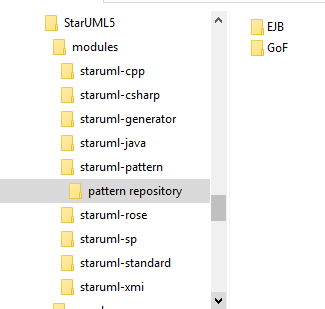 StarUML5
modules
staruml-cpp
staruml-csharp
staruml-generator
staruml-java
staruml-pattern
pattern repository
staruml-rose
staruml-sp
staruml-standard
staruml-xmi
EJB
GoF